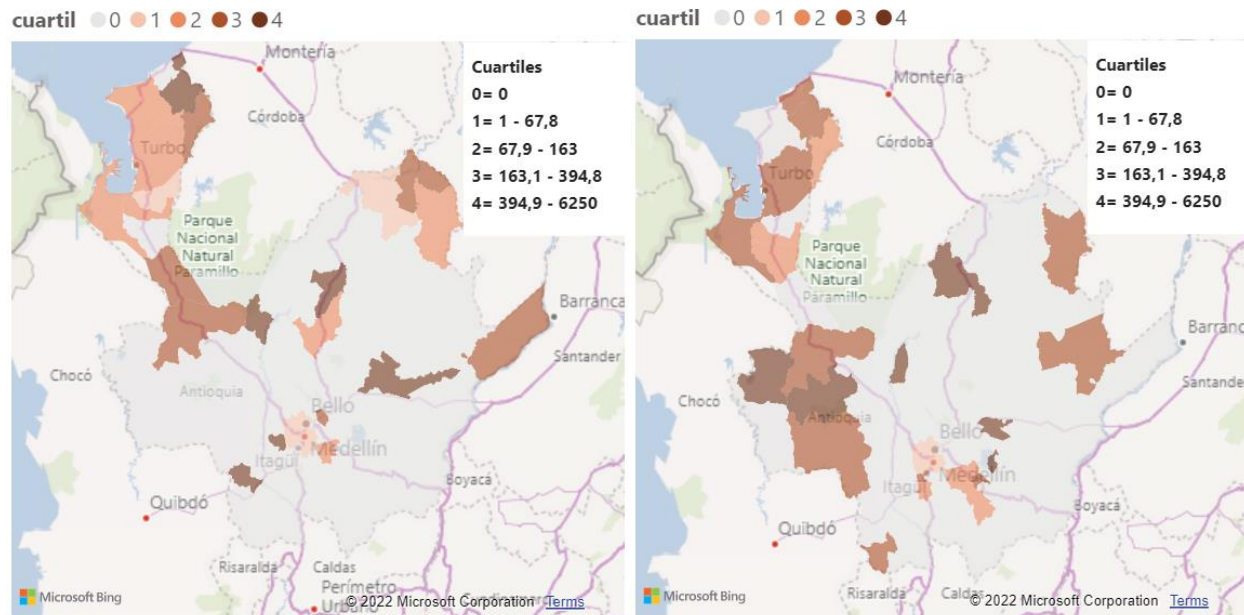 cuartil 0 1 2 3 4
Montería
Córdoba
Turbo
Parque
Nacional
Natural
Paramillo
Barranca
Santander
Chocó
Antioquia
Bello
Medellín
Itagüí
Boyacá
Quibdó
Risaralda
Caldas
Perímetro
Cuartiles
0= 0
1= 1 - 67,8
2= 67,9 - 163
3= 163,1 - 394,8
4= 394,9 - 6250
Microsoft Bing
© 2022 Microsoft Corporation Terms
cuartil 0 1 2 3 4
Montería
Córdoba
Turbo
Parque
Nacional
Natural
Paramillo
Barranc
Santander
Chocó
Antioquia
Bello
Medellín
Itagüí
Boyacá
Quibdó
Risaralda
Caldas
Cuartiles
0= 0
1= 1 - 67,8
2= 67,9 - 163
3= 163,1 - 394,8
4= 394,9 - 6250
Microsoft Bing
© 2022 Microsoft Corporation Terms